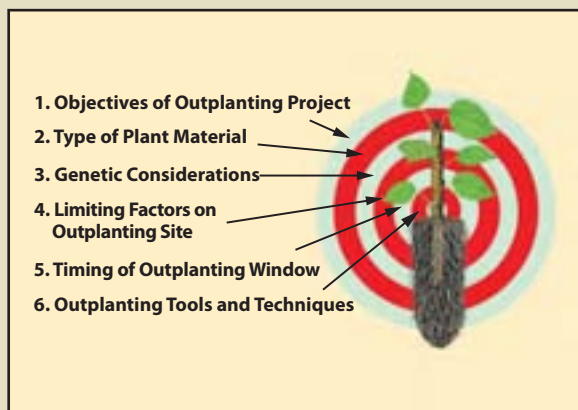 1. Objectives of Outplanting Project
2. Type of Plant Material
3. Genetic Considerations
4. Limiting Factors on
Outplanting Site
5. Timing of Outplanting Window
6. Outplanting Tools and Techniques